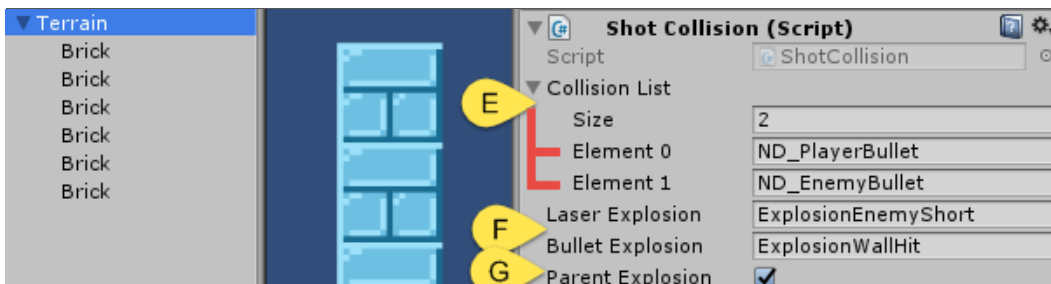 Terrain
Brick
Brick
Brick
Brick
Brick
Brick
C# Shot Collision (Script)
Script ShotCollision
Collision List
E
Size 2
Element 0 ND_PlayerBullet
Element 1 ND_EnemyBullet
Laser Explosion ExplosionEnemyShort
F
Bullet Explosion ExplosionWallHit
G
Parent Explosion